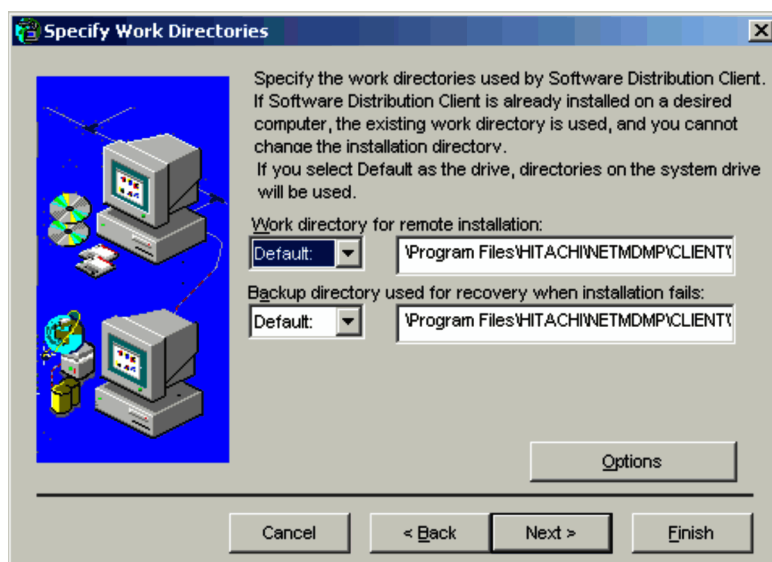 Specify Work Directories
Specify the work directories used by Software Distribution Client.
If Software Distribution Client is already installed on a desired
computer, the existing work directory is used, and you cannot
change the installation directory.
If you select Default as the drive, directories on the system drive
will be used.
Work directory for remote installation:
Default: \Program Files\HITACHI\NETMDMP\CLIENT\
Backup directory used for recovery when installation fails:
Default: \Program Files\HITACHI\NETMDMP\CLIENT\
Options
Cancel < Back Next > Finish